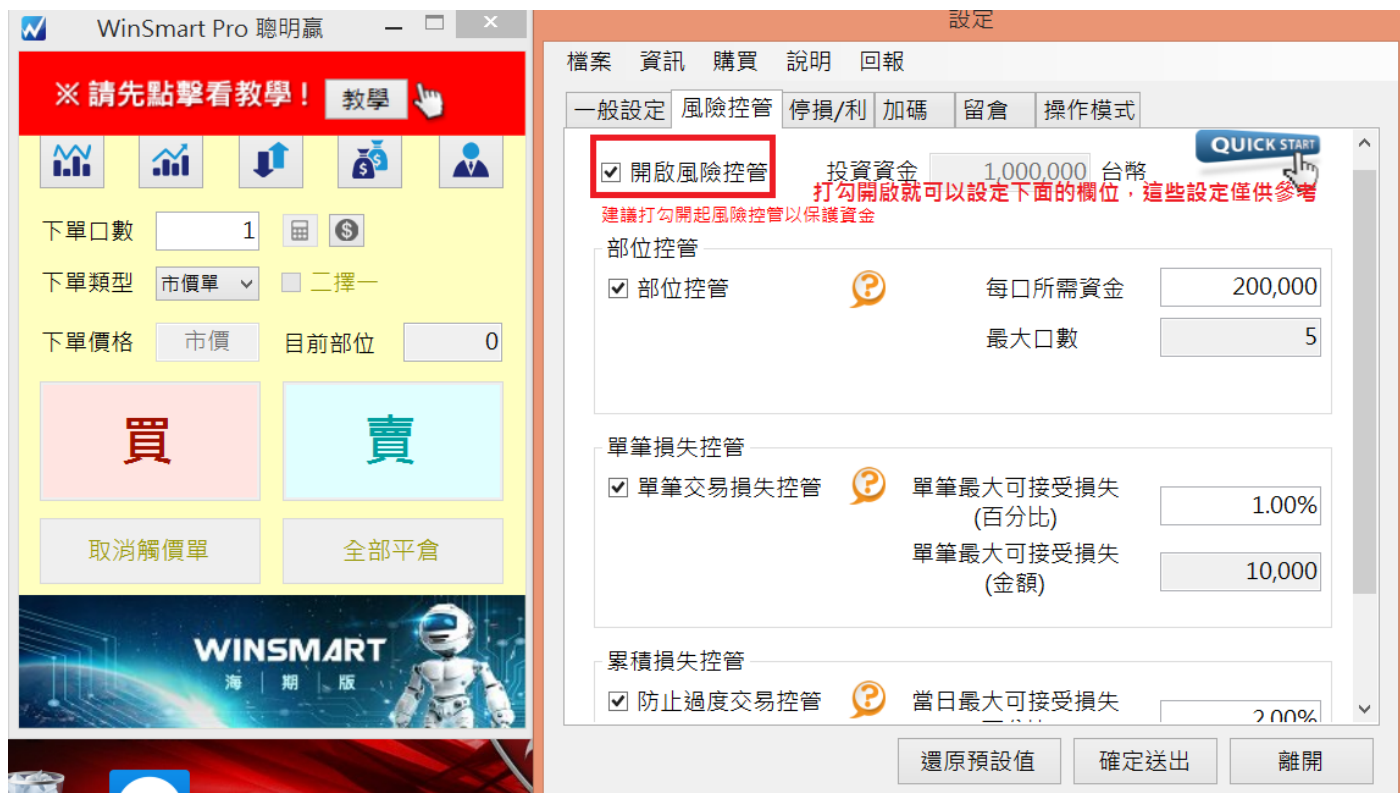 WinSmart Pro 聰明贏
※ 請先點擊看教學！ 教學
下單口數 1
下單類型 市價單 二擇一
下單價格 市價 目前部位 0
買 賣
取消觸價單 全部平倉
WINSMART
海｜期｜版
設定
檔案 資訊 購買 說明 回報
一般設定 風險控管 停損/利 加碼 留倉 操作模式
QUICK START
開啟風險控管 投資資金 1,000,000 台幣
打勾開啟就可以設定下面的欄位，這些設定僅供參考
建議打勾開起風險控管以保護資金
部位控管
部位控管 每口所需資金 200,000
最大口數 5
單筆損失控管
單筆交易損失控管 單筆最大可接受損失
(百分比) 1.00%
單筆最大可接受損失
(金額) 10,000
累積損失控管
防止過度交易控管 當日最大可接受損失
2.00%
還原預設值 確定送出 離開